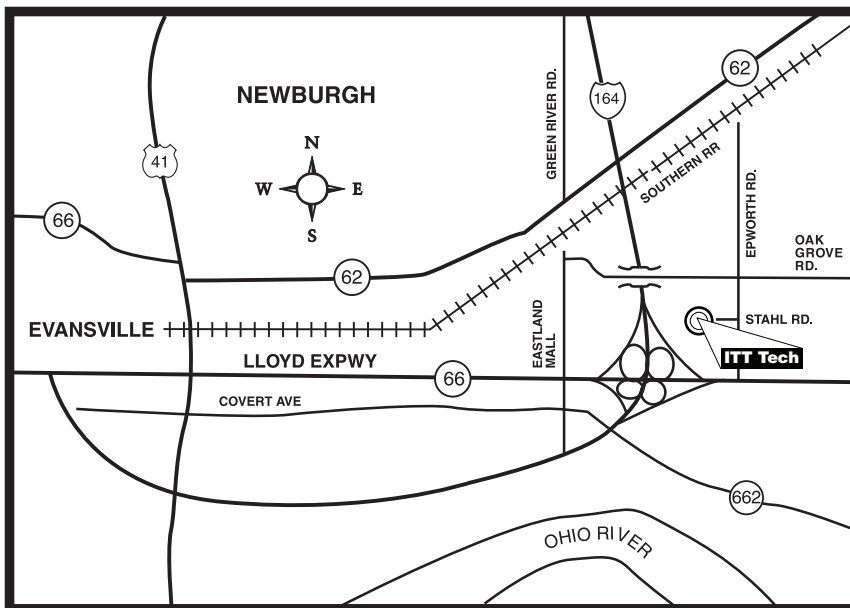 62
164
NEWBURGH
GREEN RIVER RD.
41
N
W
E
S
SOUTHERN RR
EPWORTH RD.
66
OAK
GROVE
RD.
62
EVANSVILLE
EASTLAND
MALL
STAHL RD.
LLOYD EXPWY
ITT Tech
66
COVERT AVE
662
OHIO RIVER